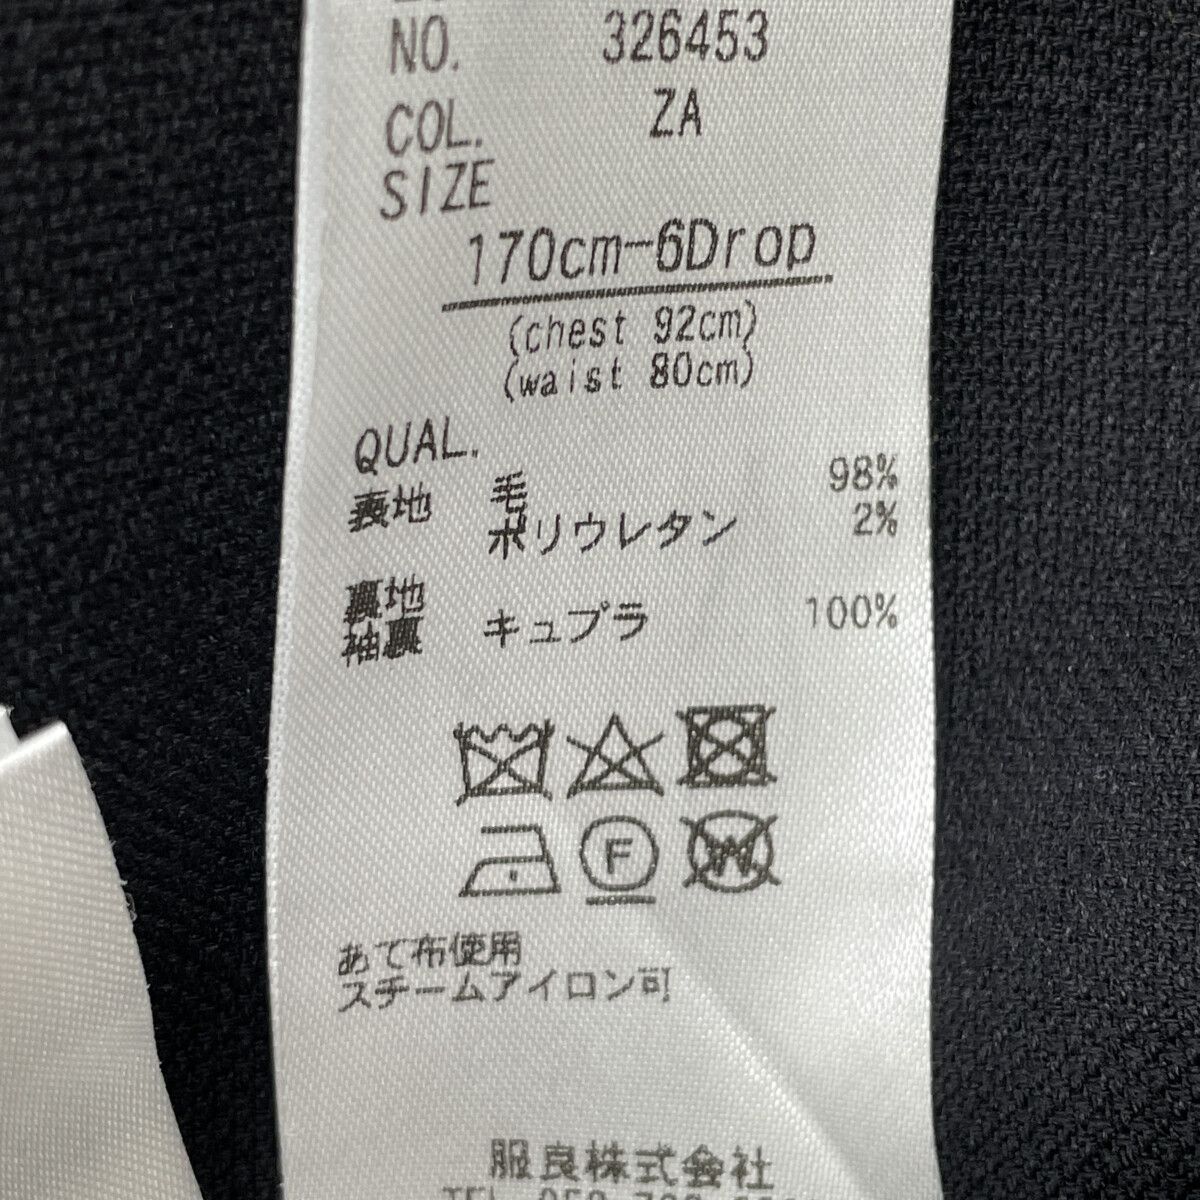 NO. 326453
COL. ZA
SIZE
170cm-6Drop
(chest 92cm)
(waist 80cm)
QUAL.
表地 毛 98%
ポリウレタン 2%
裏地
袖裏 キュプラ 100%
F
W
あて布使用
スチームアイロン可
服良株式会社
TEL